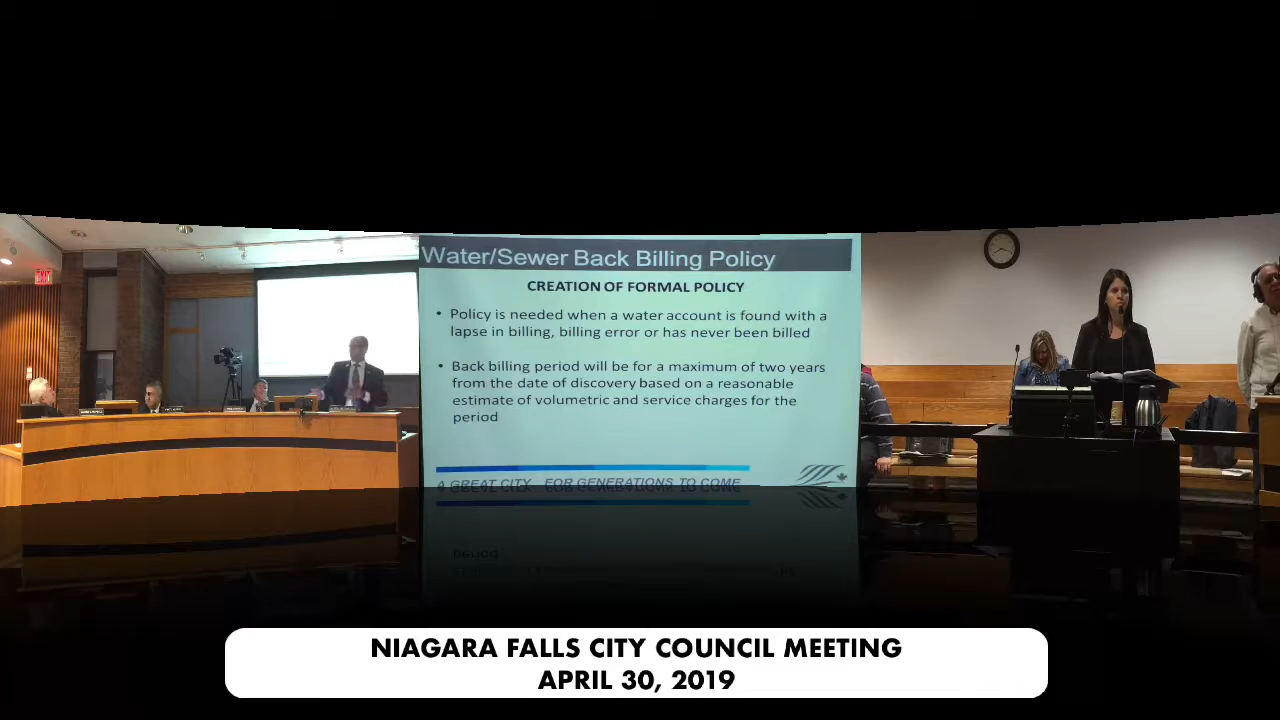 EXIT
Water/Sewer Back Billing Policy
CREATION OF FORMAL POLICY
• Policy is needed when a water account is found with a
lapse in billing, billing error or has never been billed
• Back billing period will be for a maximum of two years
from the date of discovery based on a reasonable
estimate of volumetric and service charges for the
period
A GREAT CITY...FOR GENERATIONS TO COME
NIAGARA FALLS CITY COUNCIL MEETING
APRIL 30, 2019